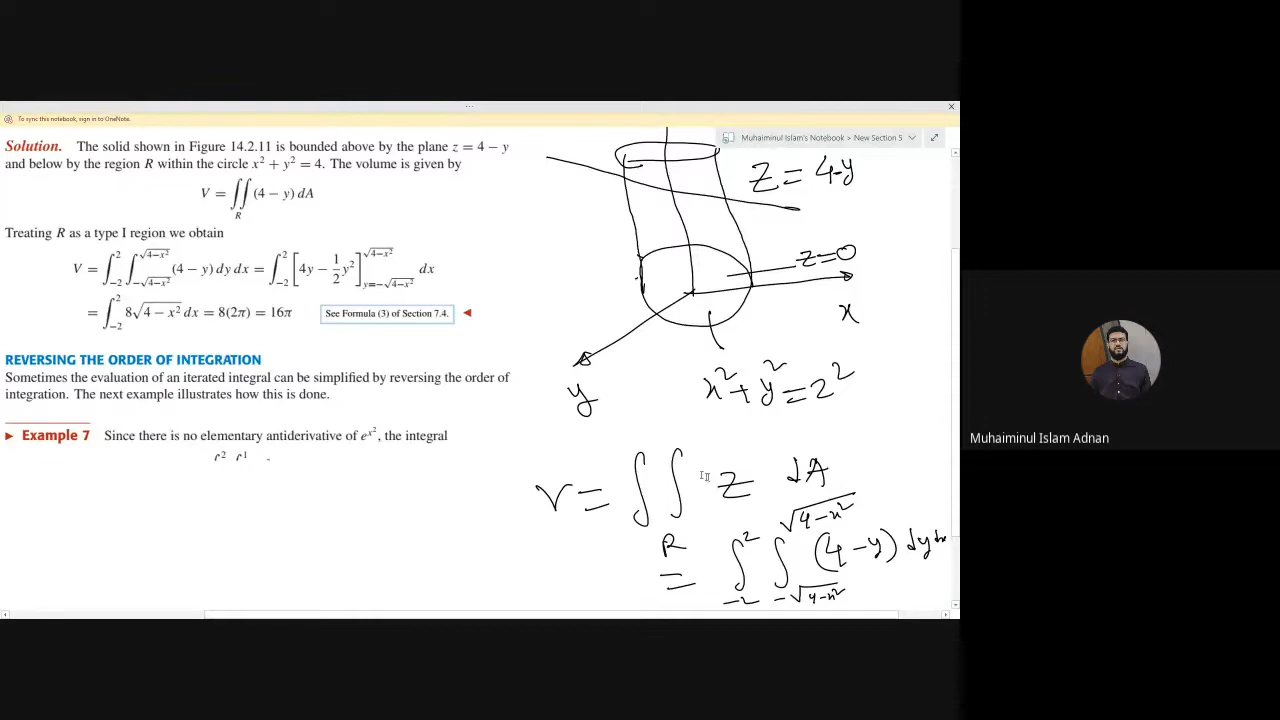 To sync this notebook, sign in to OneNote.
Muhaiminul Islam's Notebook > New Section 5
Solution. The solid shown in Figure 14.2.11 is bounded above by the plane z = 4 − y
and below by the region R within the circle x² + y² = 4. The volume is given by
V = ∬_R (4 − y) dA
Treating R as a type I region we obtain
V = ∫_{−2}^{2} ∫_{−√(4−x²)}^{√(4−x²)} (4 − y) dy dx = ∫_{−2}^{2} [4y − 1/2 y²]_{y=−√(4−x²)}^{√(4−x²)} dx
= ∫_{−2}^{2} 8√(4 − x²) dx = 8(2π) = 16π See Formula (3) of Section 7.4.
REVERSING THE ORDER OF INTEGRATION
Sometimes the evaluation of an iterated integral can be simplified by reversing the order of
integration. The next example illustrates how this is done.
Example 7 Since there is no elementary antiderivative of e^{x²}, the integral
z = 4-y
z=0
x
y
x² + y² = 2²
V = ∬_R z dA
= ∫_{−2}^{2} ∫_{−√(4−x²)}^{√(4−x²)} (4−y) dy dx
Muhaiminul Islam Adnan